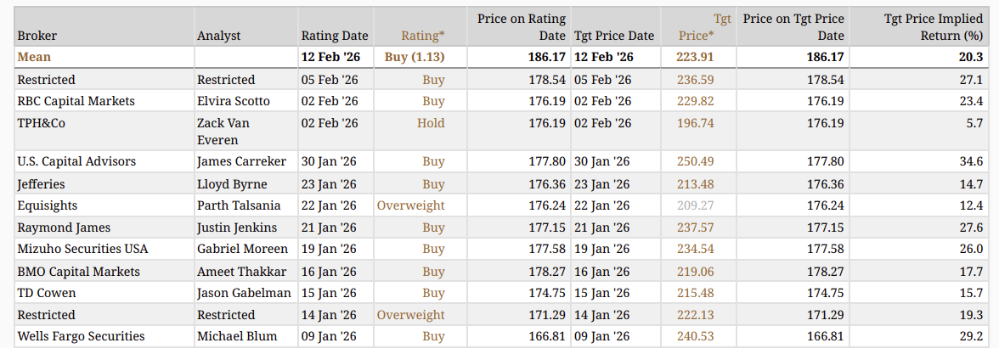 Broker Analyst Rating Date Rating* Price on Rating Date Tgt Price Date Tgt Price* Price on Tgt Price Date Tgt Price Implied Return (%)
Mean 12 Feb '26 Buy (1.13) 186.17 12 Feb '26 223.91 186.17 20.3
Restricted Restricted 05 Feb '26 Buy 178.54 05 Feb '26 236.59 178.54 27.1
RBC Capital Markets Elvira Scotto 02 Feb '26 Buy 176.19 02 Feb '26 229.82 176.19 23.4
TPH&Co Zack Van Everen 02 Feb '26 Hold 176.19 02 Feb '26 196.74 176.19 5.7
U.S. Capital Advisors James Carreker 30 Jan '26 Buy 177.80 30 Jan '26 250.49 177.80 34.6
Jefferies Lloyd Byrne 23 Jan '26 Buy 176.36 23 Jan '26 213.48 176.36 14.7
Equisights Parth Talsania 22 Jan '26 Overweight 176.24 22 Jan '26 209.27 176.24 12.4
Raymond James Justin Jenkins 21 Jan '26 Buy 177.15 21 Jan '26 237.57 177.15 27.6
Mizuho Securities USA Gabriel Moreen 19 Jan '26 Buy 177.58 19 Jan '26 234.54 177.58 26.0
BMO Capital Markets Ameet Thakkar 16 Jan '26 Buy 178.27 16 Jan '26 219.06 178.27 17.7
TD Cowen Jason Gabelman 15 Jan '26 Buy 174.75 15 Jan '26 215.48 174.75 15.7
Restricted Restricted 14 Jan '26 Overweight 171.29 14 Jan '26 222.13 171.29 19.3
Wells Fargo Securities Michael Blum 09 Jan '26 Buy 166.81 09 Jan '26 240.53 166.81 29.2